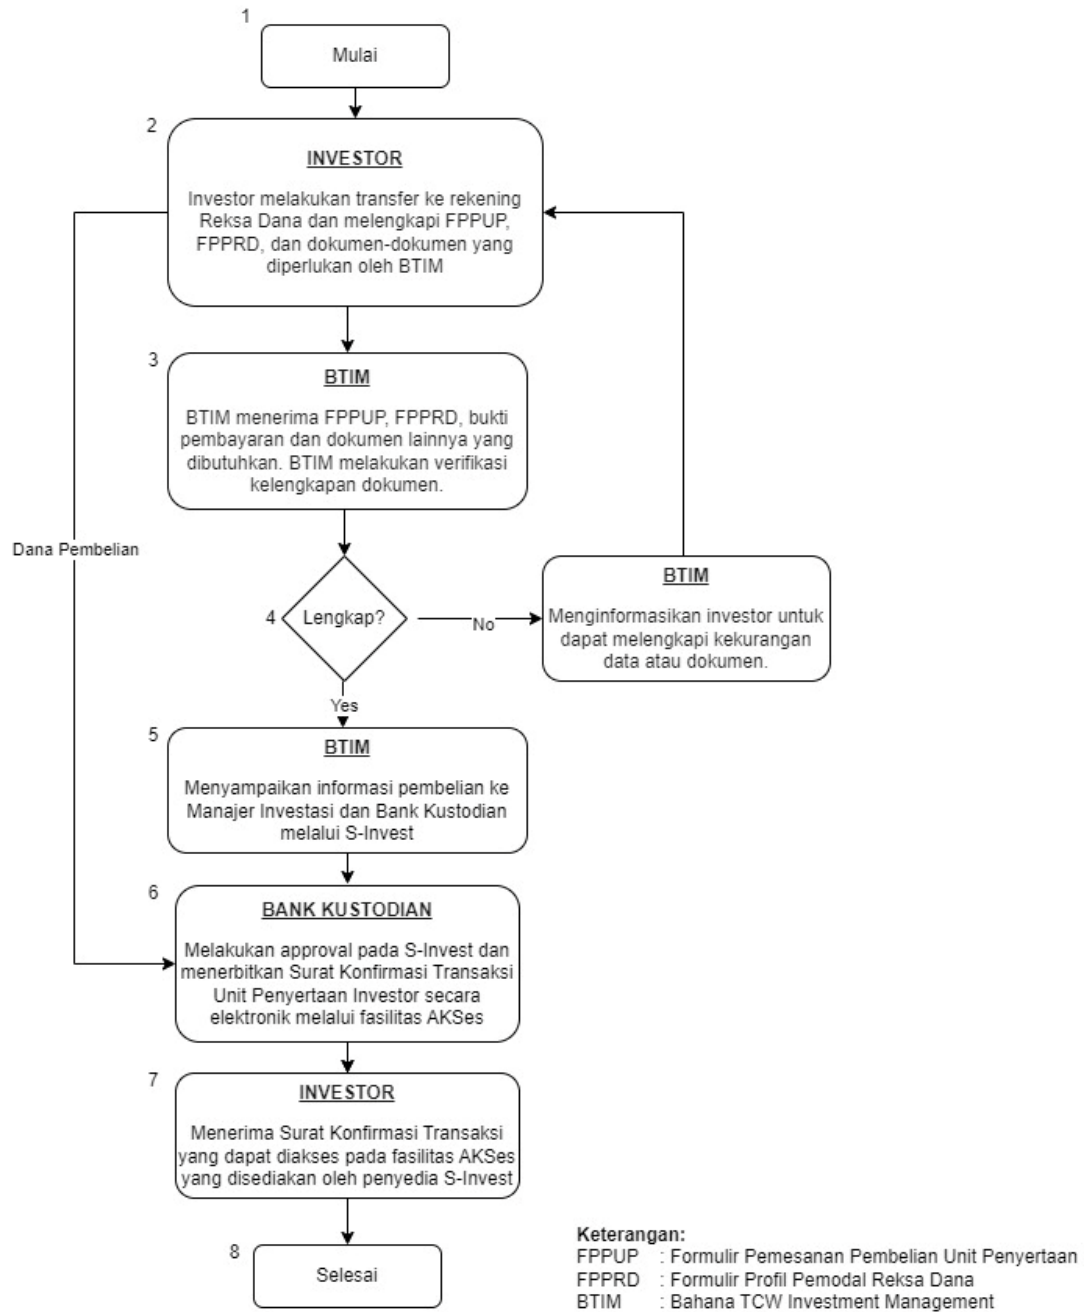 1
Mulai
2
INVESTOR
Investor melakukan transfer ke rekening
Reksa Dana dan melengkapi FPPUP,
FPPRD, dan dokumen-dokumen yang
diperlukan oleh BTIM
3
BTIM
BTIM menerima FPPUP, FPPRD, bukti
pembayaran dan dokumen lainnya yang
dibutuhkan. BTIM melakukan verifikasi
kelengkapan dokumen.
Dana Pembelian
4
Lengkap?
No
BTIM
Menginformasikan investor untuk
dapat melengkapi kekurangan
data atau dokumen.
Yes
5
BTIM
Menyampaikan informasi pembelian ke
Manajer Investasi dan Bank Kustodian
melalui S-Invest
6
BANK KUSTODIAN
Melakukan approval pada S-Invest dan
menerbitkan Surat Konfirmasi Transaksi
Unit Penyertaan Investor secara
elektronik melalui fasilitas AKSes
7
INVESTOR
Menerima Surat Konfirmasi Transaksi
yang dapat diakses pada fasilitas AKSes
yang disediakan oleh penyedia S-Invest
8
Selesai
Keterangan:
FPPUP : Formulir Pemesanan Pembelian Unit Penyertaan
FPPRD : Formulir Profil Pemodal Reksa Dana
BTIM : Bahana TCW Investment Management